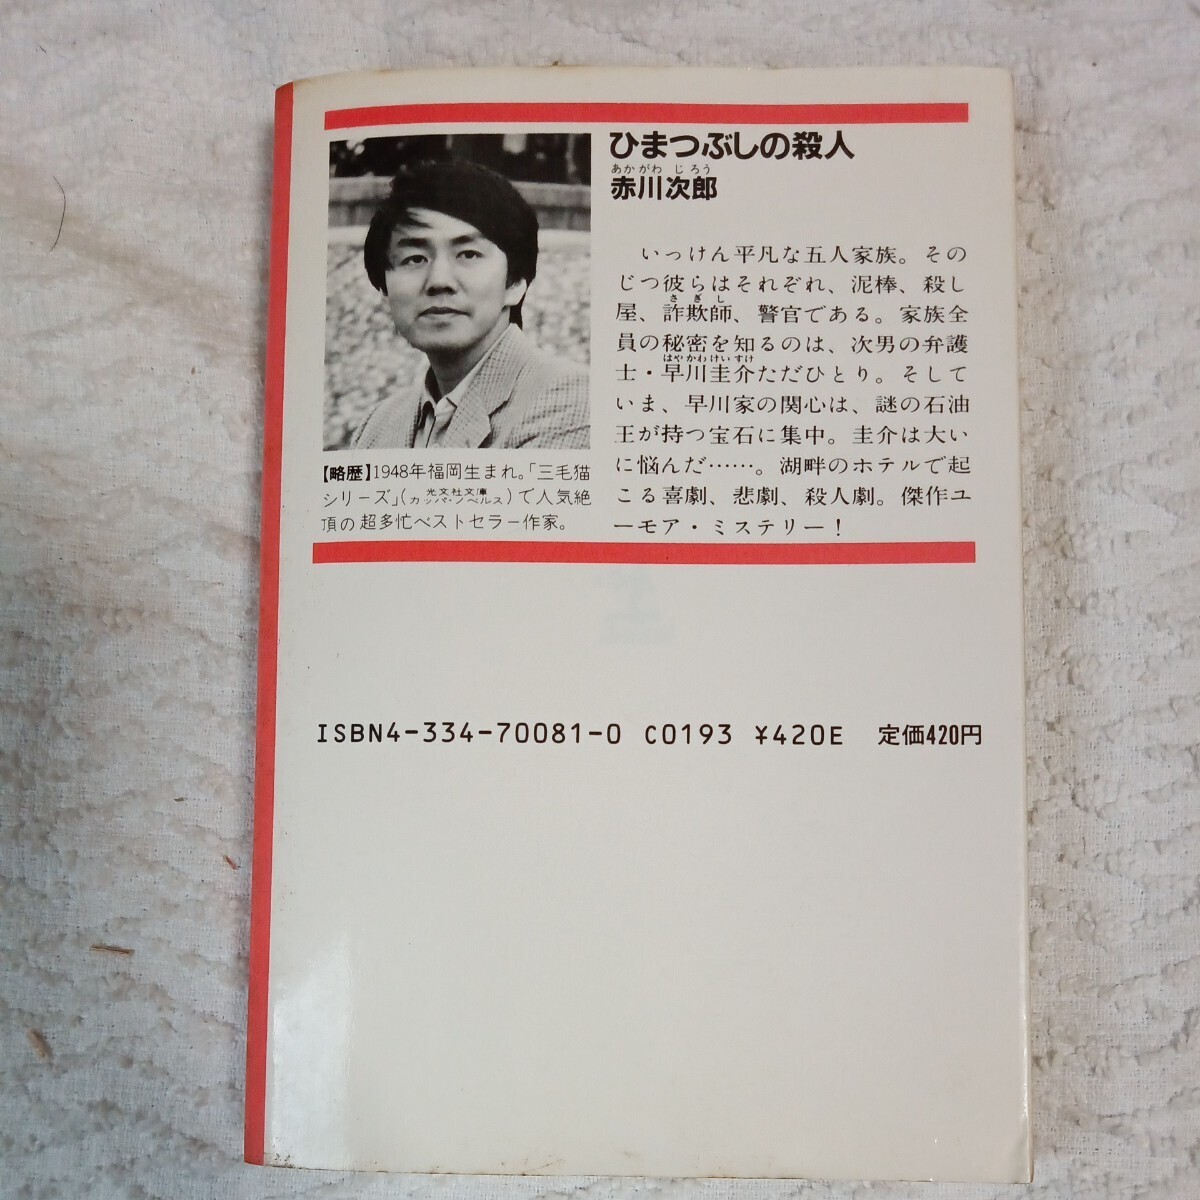 ひまつぶしの殺人
あかがわ じろう
赤川次郎
いっけん平凡な五人家族。その
じつ彼らはそれぞれ、泥棒、殺し
さぎし
屋、詐欺師、警官である。家族全
員の秘密を知るのは、次男の弁護
はやかわけいすけ
士・早川圭介ただひとり。そして
いま、早川家の関心は、謎の石油
王が持つ宝石に集中。圭介は大い
に悩んだ……。湖畔のホテルで起
こる喜劇、悲劇、殺人劇。傑作ユ
ーモア・ミステリー！
【略歴】1948年福岡生まれ。「三毛猫
シリーズ」（光文社文庫
カッパ・ノベルス）で人気絶
頂の超多忙ベストセラー作家。
ISBN4-334-70081-0 C0193 ¥420E 定価420円